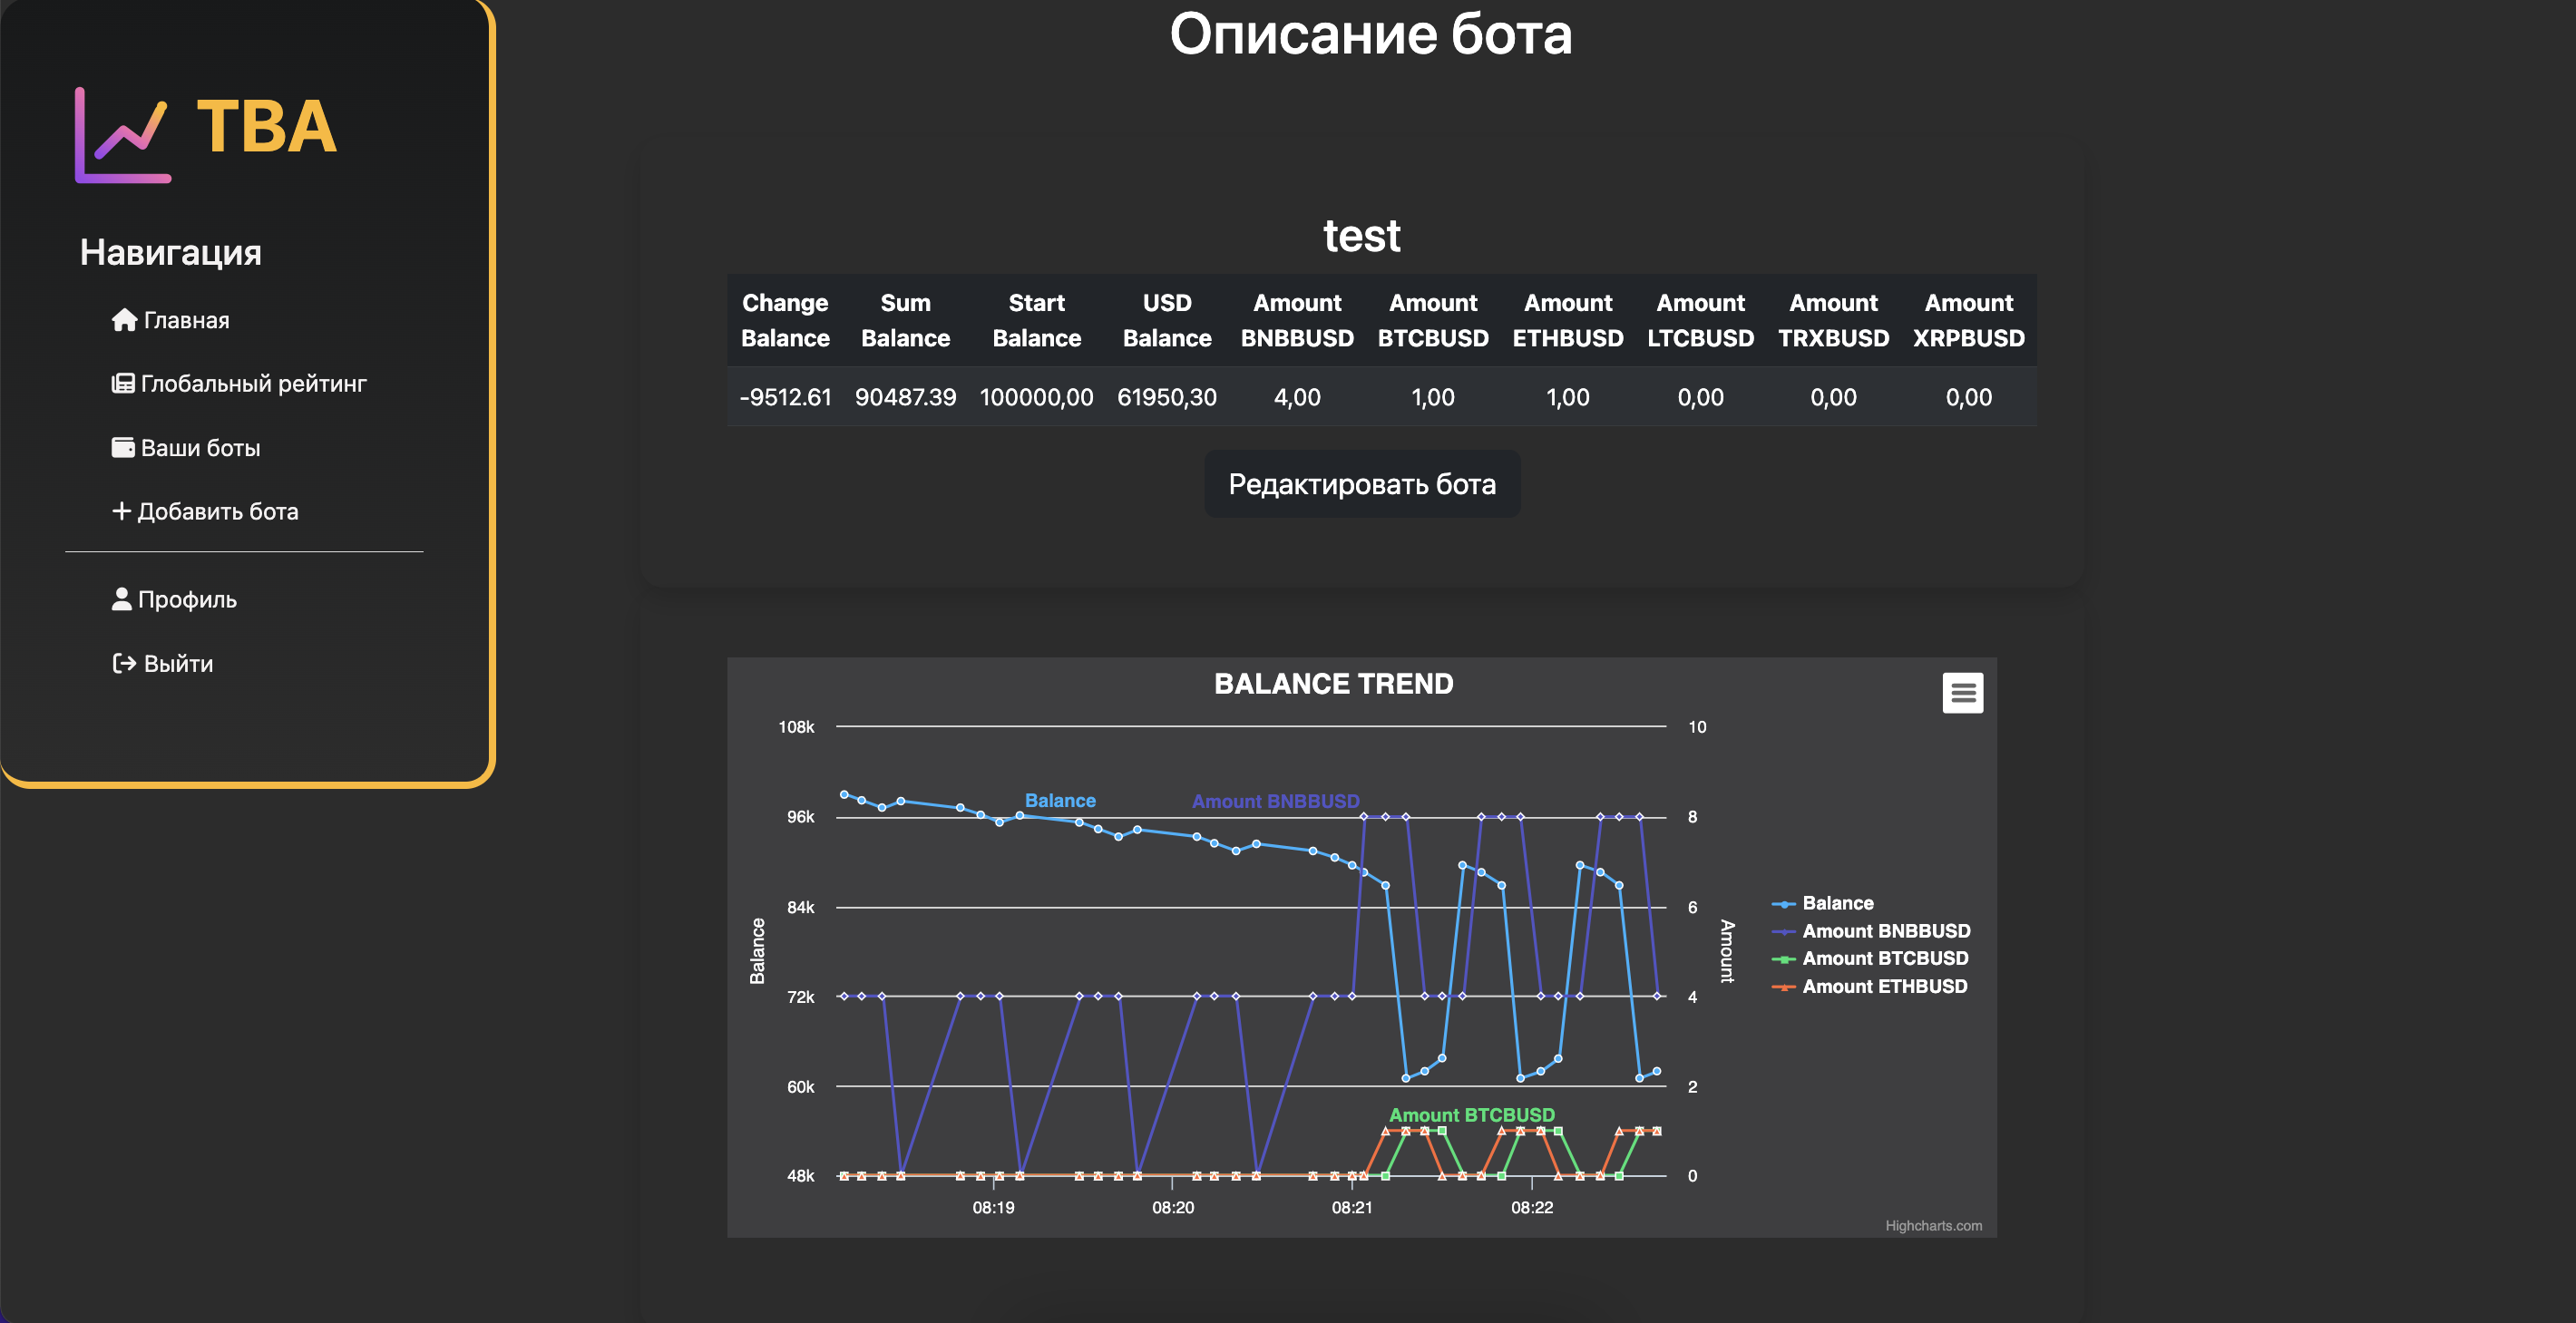 Описание бота
TBA
Навигация
Главная
Глобальный рейтинг
Ваши боты
Добавить бота
Профиль
Выйти
test
Change Balance Sum Balance Start Balance USD Balance Amount BNBBUSD Amount BTCBUSD Amount ETHBUSD Amount LTCBUSD Amount TRXBUSD Amount XRPBUSD
-9512.61 90487.39 100000,00 61950,30 4,00 1,00 1,00 0,00 0,00 0,00
Редактировать бота
BALANCE TREND
108k
96k
84k
72k
60k
48k
Balance
Balance
Amount BNBBUSD
Amount BTCBUSD
10
8
6
4
2
0
Amount
08:19 08:20 08:21 08:22
Balance
Amount BNBBUSD
Amount BTCBUSD
Amount ETHBUSD
Highcharts.com